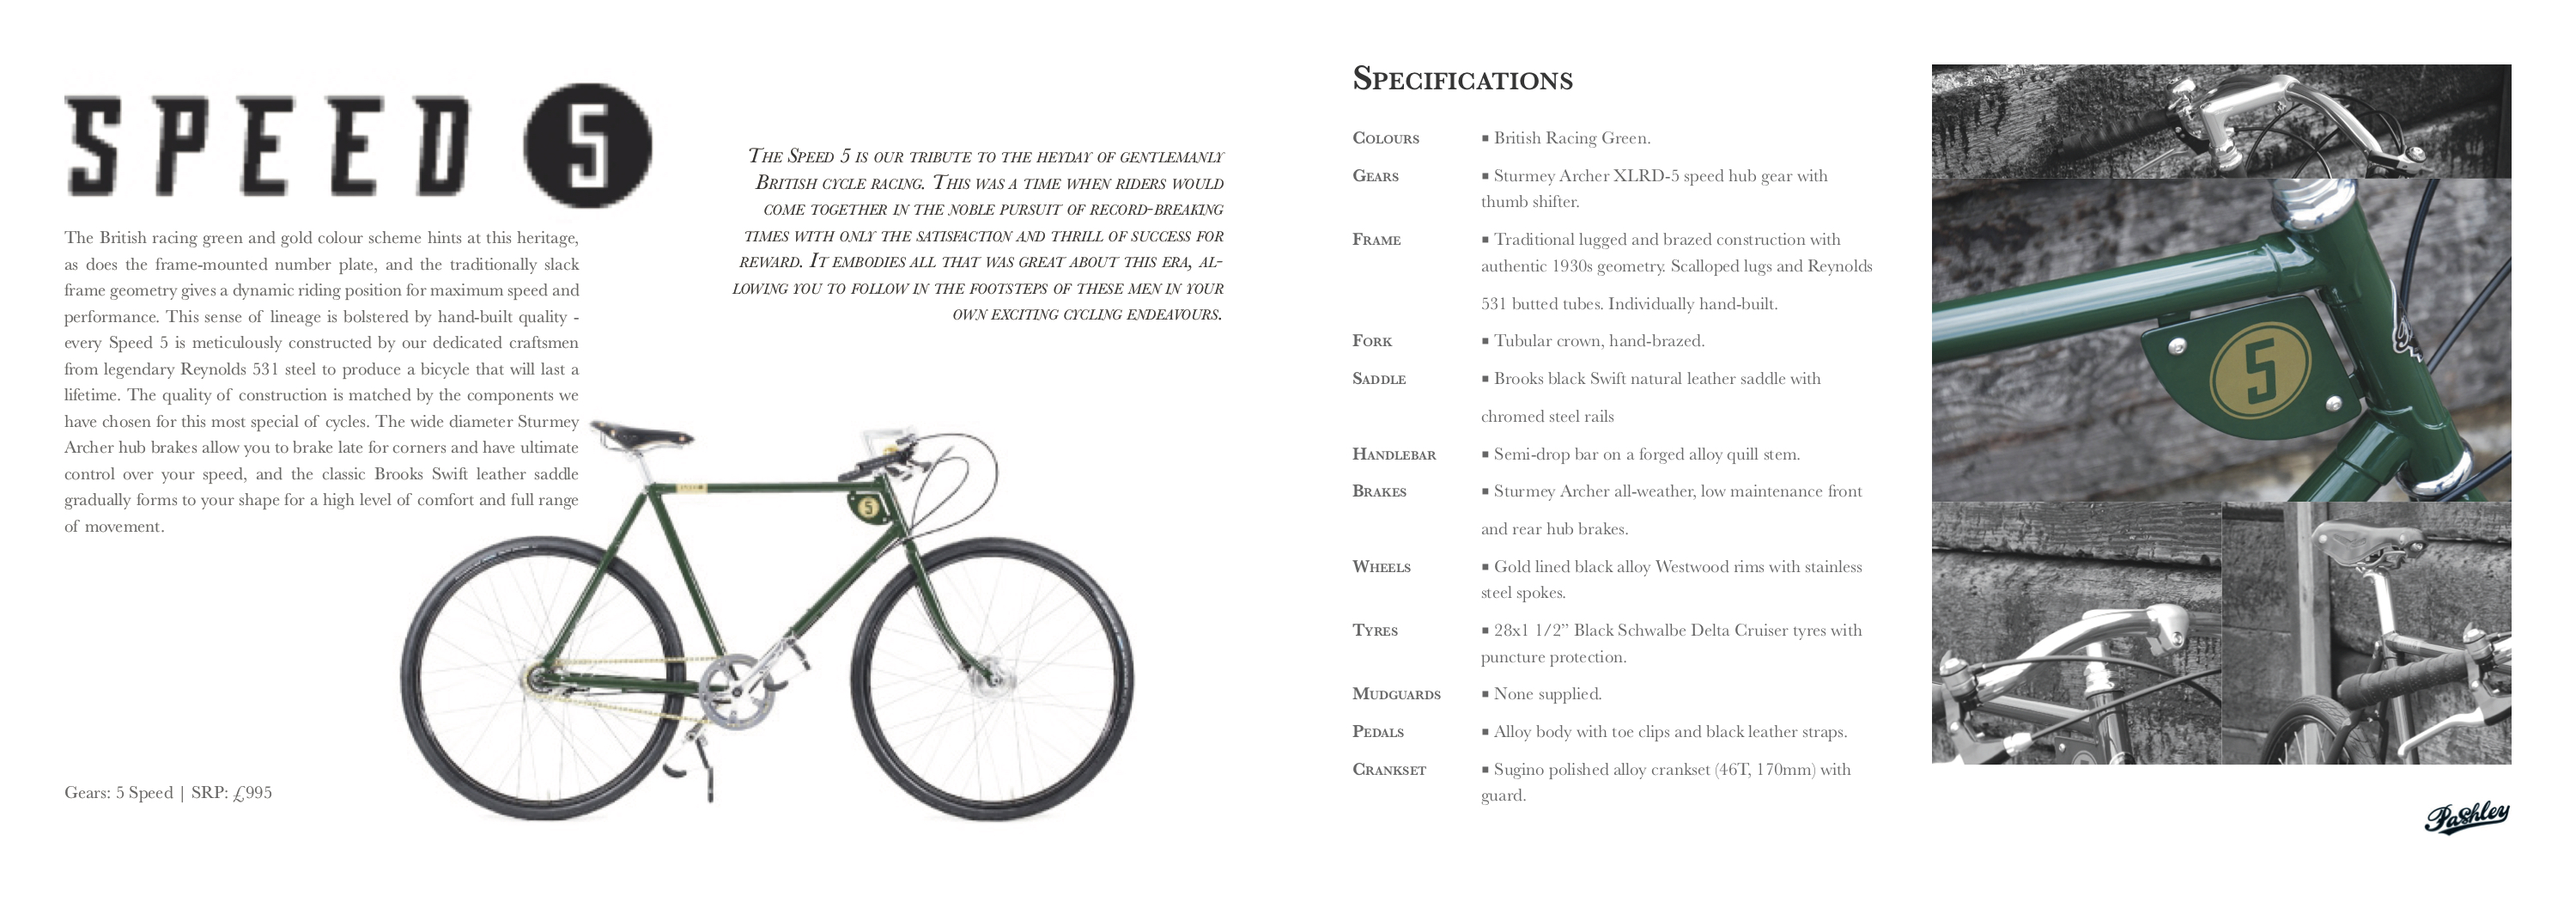 SPEED 5
The British racing green and gold colour scheme hints at this heritage,
as does the frame-mounted number plate, and the traditionally slack
frame geometry gives a dynamic riding position for maximum speed and
performance. This sense of lineage is bolstered by hand-built quality -
every Speed 5 is meticulously constructed by our dedicated craftsmen
from legendary Reynolds 531 steel to produce a bicycle that will last a
lifetime. The quality of construction is matched by the components we
have chosen for this most special of cycles. The wide diameter Sturmey
Archer hub brakes allow you to brake late for corners and have ultimate
control over your speed, and the classic Brooks Swift leather saddle
gradually forms to your shape for a high level of comfort and full range
of movement.
Gears: 5 Speed | SRP: £995
The Speed 5 is our tribute to the heyday of gentlemanly
British cycle racing. This was a time when riders would
come together in the noble pursuit of record-breaking
times with only the satisfaction and thrill of success for
reward. It embodies all that was great about this era, al-
lowing you to follow in the footsteps of these men in your
own exciting cycling endeavours.
5
Specifications
Colours ▪ British Racing Green.
Gears ▪ Sturmey Archer XLRD-5 speed hub gear with
thumb shifter.
Frame ▪ Traditional lugged and brazed construction with
authentic 1930s geometry. Scalloped lugs and Reynolds
531 butted tubes. Individually hand-built.
Fork ▪ Tubular crown, hand-brazed.
Saddle ▪ Brooks black Swift natural leather saddle with
chromed steel rails
Handlebar ▪ Semi-drop bar on a forged alloy quill stem.
Brakes ▪ Sturmey Archer all-weather, low maintenance front
and rear hub brakes.
Wheels ▪ Gold lined black alloy Westwood rims with stainless
steel spokes.
Tyres ▪ 28x1 1/2” Black Schwalbe Delta Cruiser tyres with
puncture protection.
Mudguards ▪ None supplied.
Pedals ▪ Alloy body with toe clips and black leather straps.
Crankset ▪ Sugino polished alloy crankset (46T, 170mm) with
guard.
5
Pashley